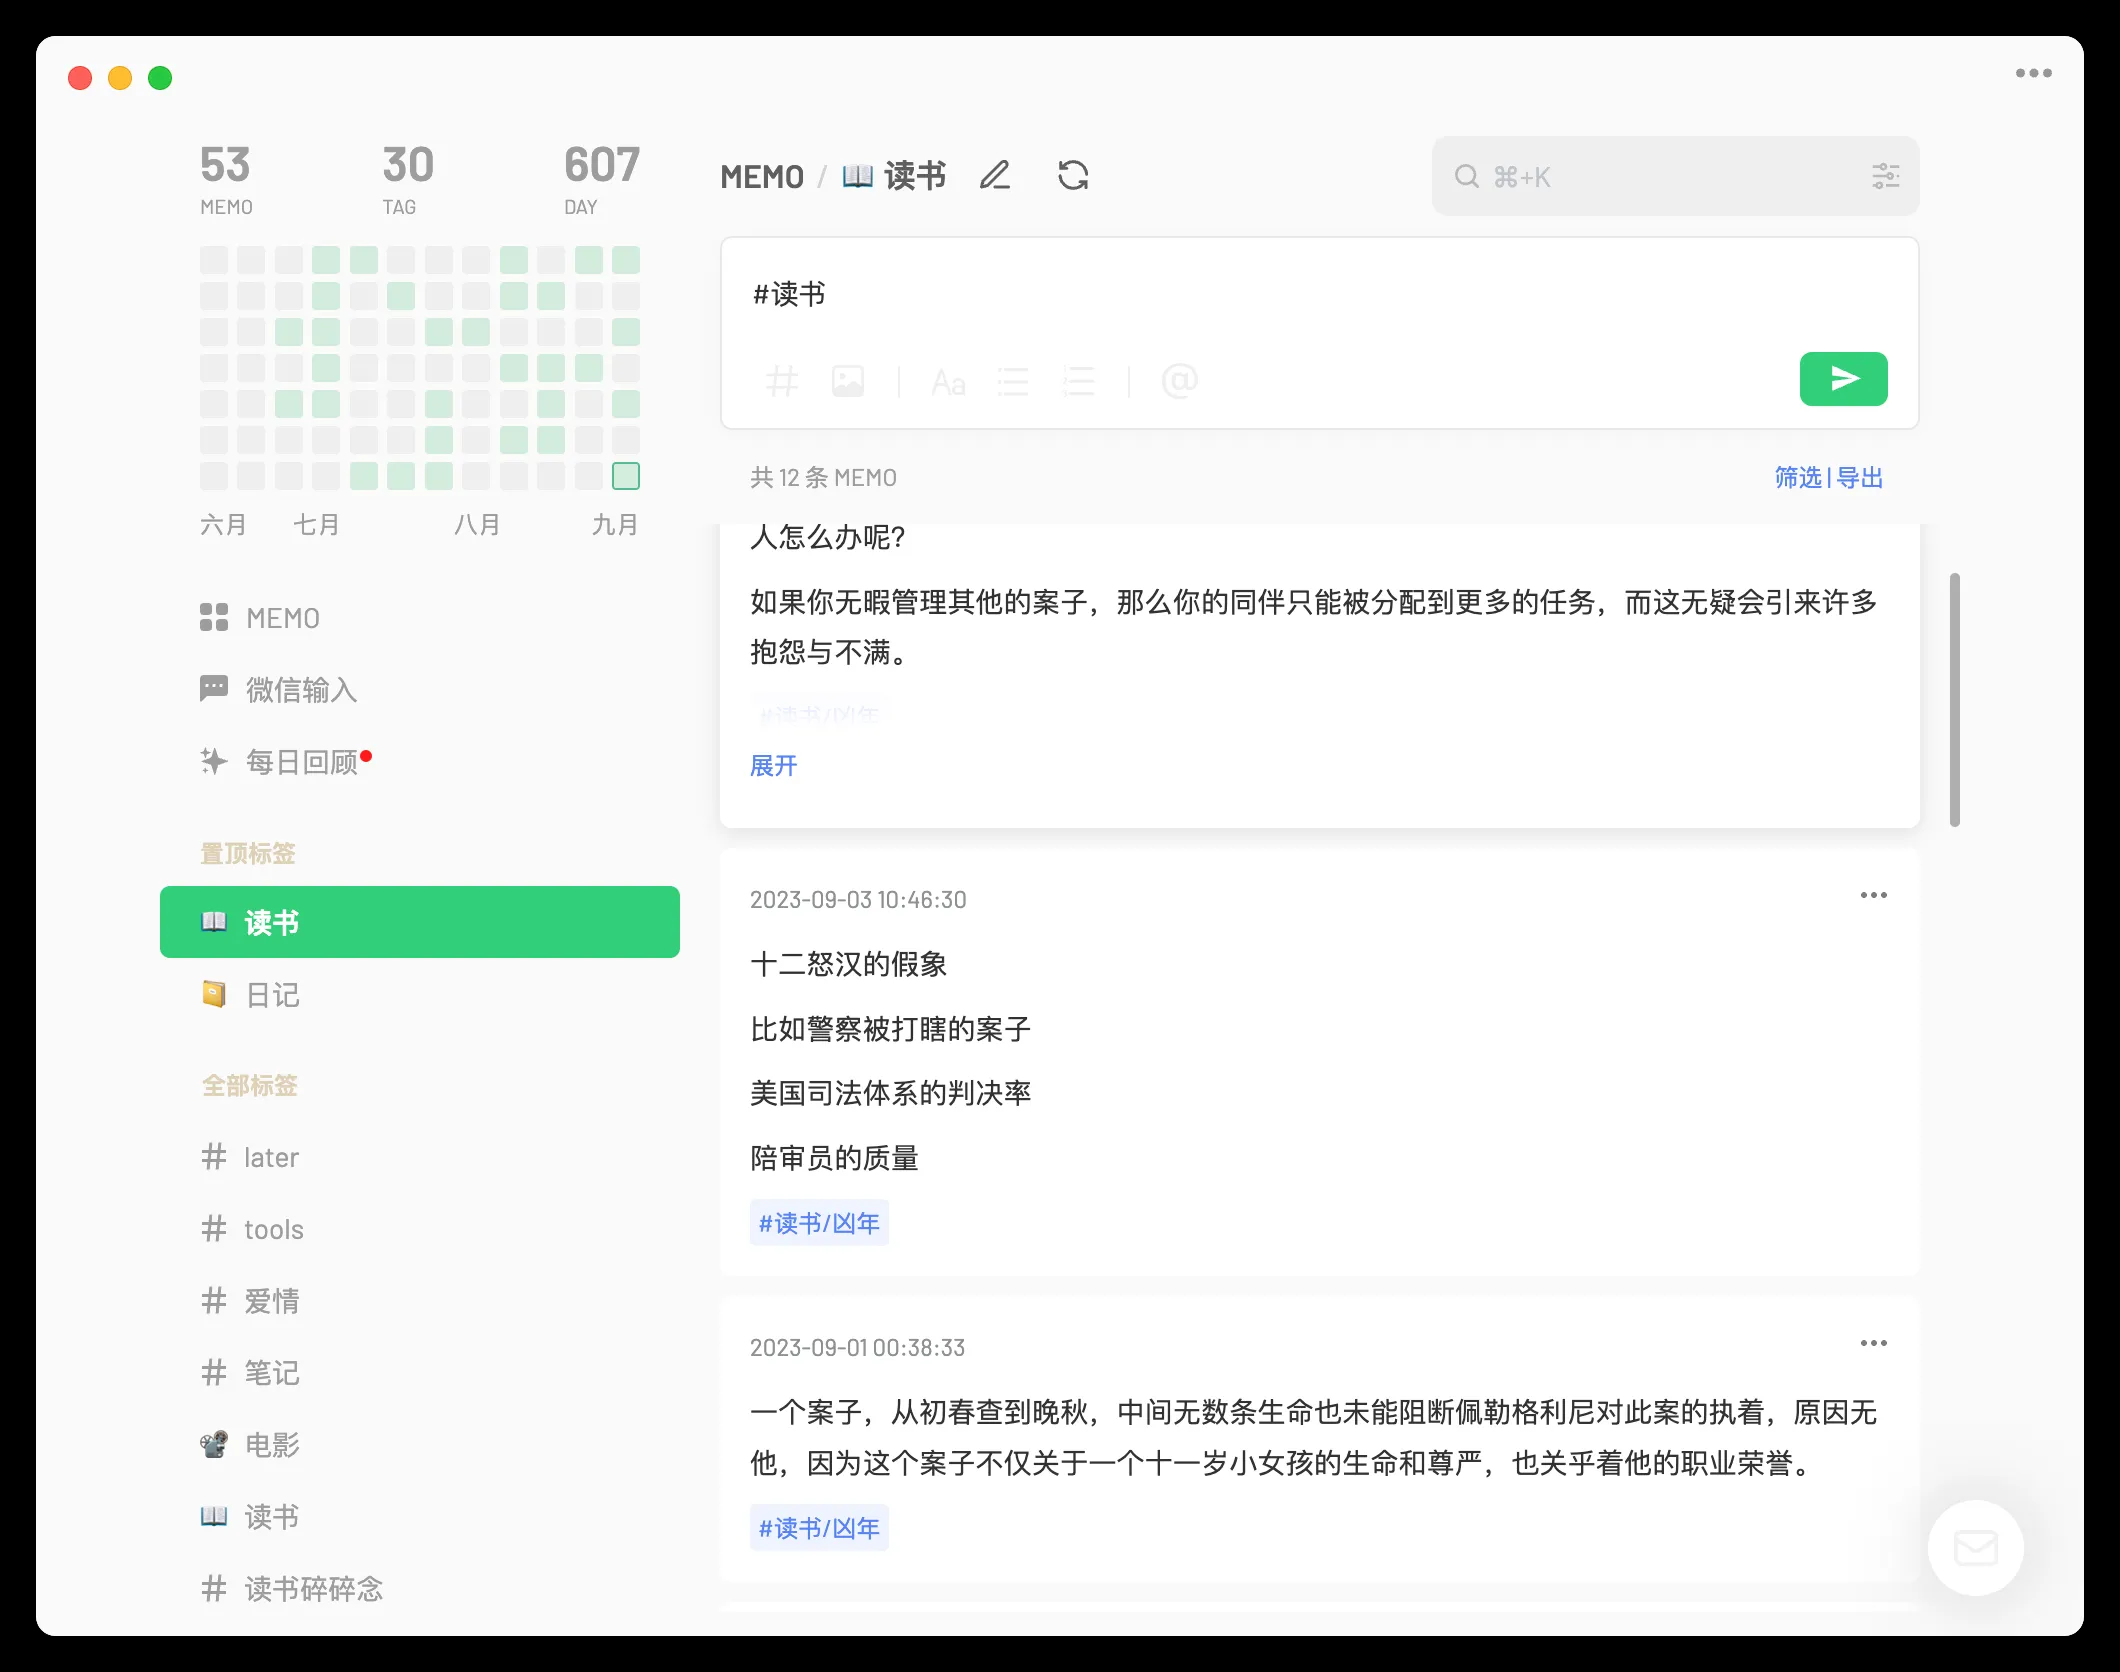 53 30 607
MEMO TAG DAY
六月 七月 八月 九月
MEMO
微信输入
每日回顾
置顶标签
读书
日记
全部标签
# later
# tools
# 爱情
# 笔记
电影
读书
# 读书碎碎念
MEMO / 读书
⌘+K
#读书
Aa @
共 12 条 MEMO
筛选 | 导出
人怎么办呢?
如果你无暇管理其他的案子，那么你的同伴只能被分配到更多的任务，而这无疑会引来许多
抱怨与不满。
#读书/凶年
展开
2023-09-03 10:46:30
十二怒汉的假象
比如警察被打瞎的案子
美国司法体系的判决率
陪审员的质量
#读书/凶年
2023-09-01 00:38:33
一个案子，从初春查到晚秋，中间无数条生命也未能阻断佩勒格利尼对此案的执着，原因无
他，因为这个案子不仅关于一个十一岁小女孩的生命和尊严，也关乎着他的职业荣誉。
#读书/凶年